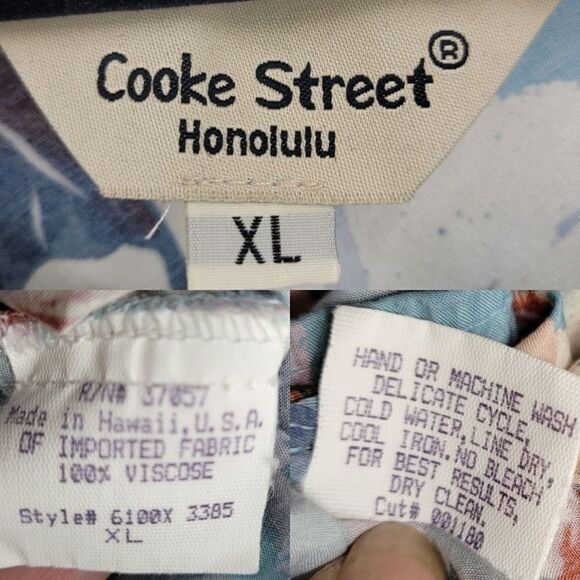 Cooke Street®
Honolulu
XL
R/N# 37057
Made in Hawaii, U.S.A.
OF IMPORTED FABRIC
100% VISCOSE
Style# 6100X 3385
XL
HAND OR MACHINE WASH
DELICATE CYCLE,
COLD WATER, LINE DRY,
COOL IRON. NO BLEACH
FOR BEST RESULTS,
DRY CLEAN.
Cut# 001180